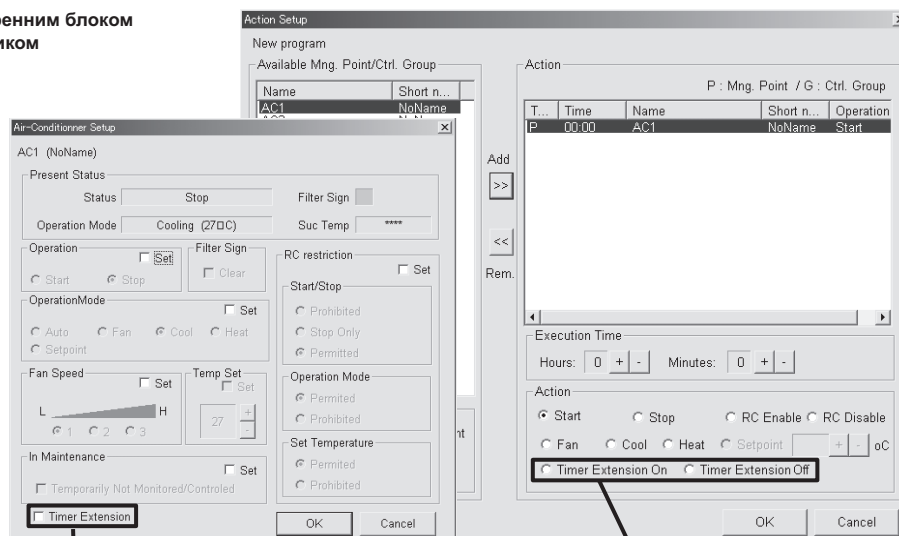 ренним блоком
иком
Action Setup
New program
Available Mng. Point/Ctrl. Group
Name Short n...
AC1 NoName
Action
P : Mng. Point / G : Ctrl. Group
T... Time Name Short n... Operation
P 00:00 AC1 NoName Start
Add
>>
<<
Rem.
Execution Time
Hours: 0 + - Minutes: 0 + -
Action
Start Stop RC Enable RC Disable
Fan Cool Heat Setpoint + - oC
Timer Extension On Timer Extension Off
OK Cancel
nt
Air-Conditionner Setup
AC1 (NoName)
Present Status
Status Stop Filter Sign
Operation Mode Cooling (27□C) Suc Temp ****
Operation Set
Start Stop
Filter Sign
Clear
OperationMode Set
Auto Fan Cool Heat
Setpoint
Fan Speed Set
L H
1 2 3
Temp Set
Set
27 + -
In Maintenance Set
Temporarily Not Monitored/Controled
Timer Extension
RC restriction
Set
Start/Stop
Prohibited
Stop Only
Permitted
Operation Mode
Permited
Prohibited
Set Temperature
Permited
Prohibited
OK Cancel